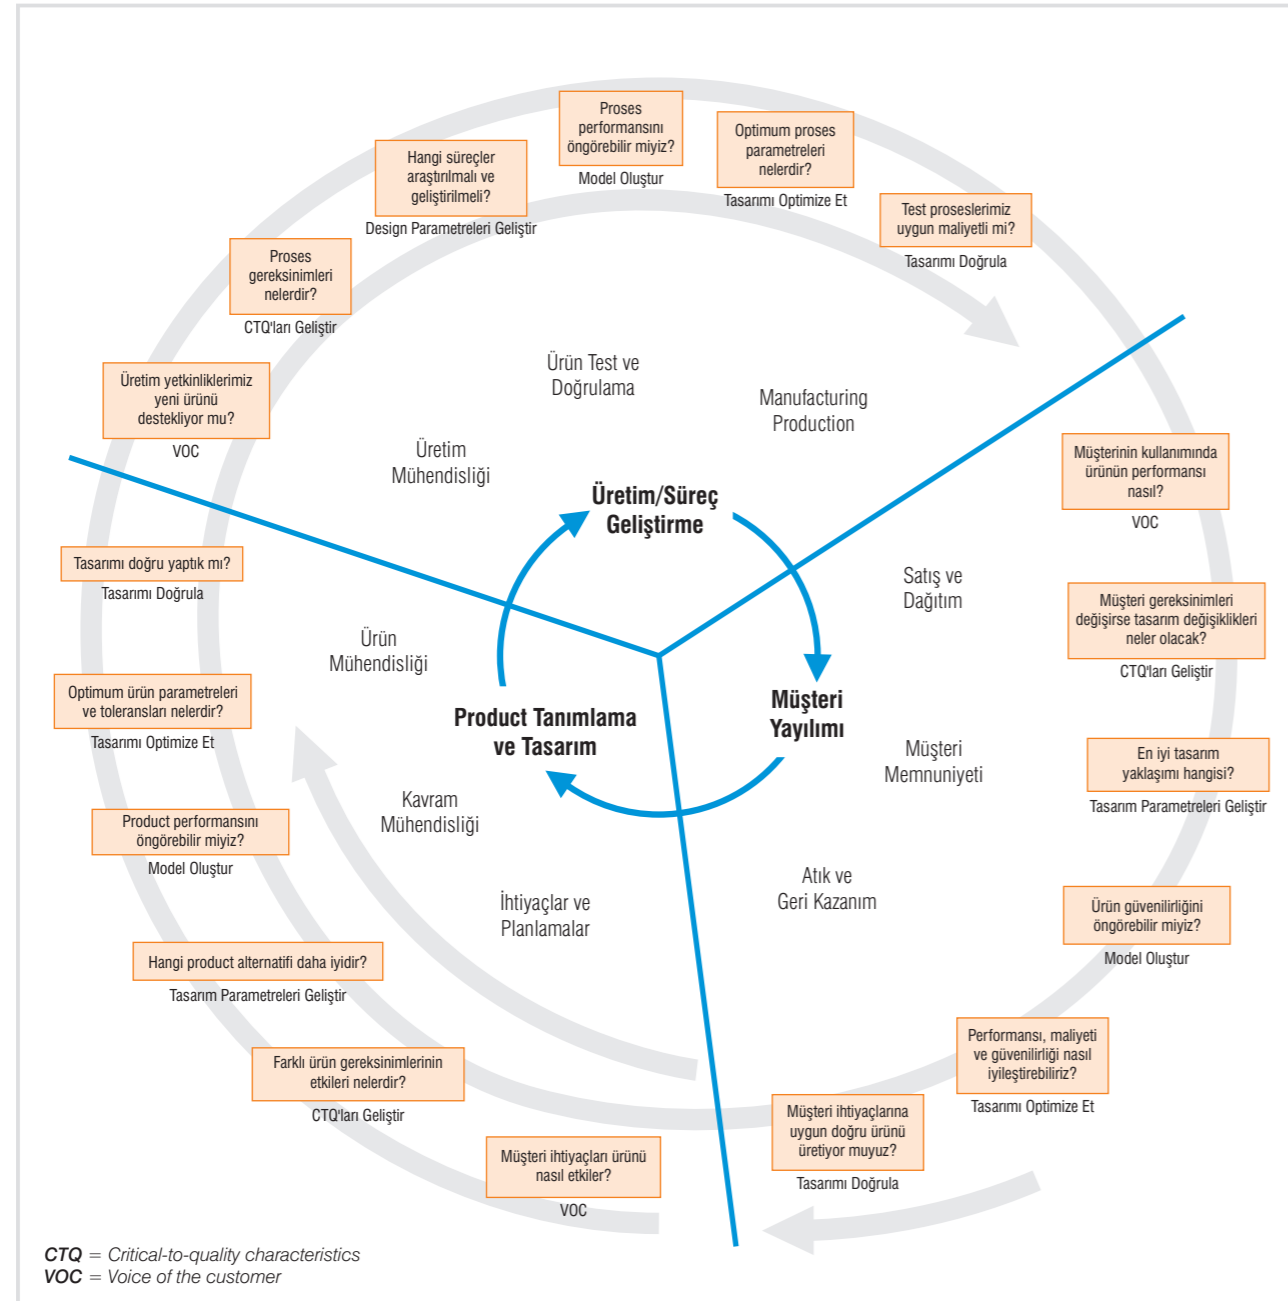 Proses
performansını
öngörebilir miyiz?
Model Oluştur
Optimum proses
parametreleri
nelerdir?
Tasarımı Optimize Et
Hangi süreçler
araştırılmalı ve
geliştirilmeli?
Design Parametreleri Geliştir
Test proseslerimiz
uygun maliyetli mi?
Tasarımı Doğrula
Proses
gereksinimleri
nelerdir?
CTQ'ları Geliştir
Üretim yetkinliklerimiz
yeni ürünü
destekliyor mu?
VOC
Ürün Test ve
Doğrulama
Manufacturing
Production
Üretim
Mühendisliği
Üretim/Süreç
Geliştirme
Müşterinin kullanımında
ürünün performansı
nasıl?
VOC
Tasarımı doğru yaptık mı?
Tasarımı Doğrula
Satış ve
Dağıtım
Müşteri gereksinimleri
değişirse tasarım değişiklikleri
neler olacak?
CTQ'ları Geliştir
Ürün
Mühendisliği
Optimum ürün parametreleri
ve toleransları nelerdir?
Tasarımı Optimize Et
Product Tanımlama
ve Tasarım
Müşteri
Yayılımı
Müşteri
Memnuniyeti
En iyi tasarım
yaklaşımı hangisi?
Tasarım Parametreleri Geliştir
Kavram
Mühendisliği
Product performansını
öngörebilir miyiz?
Model Oluştur
İhtiyaçlar ve
Planlamalar
Atık ve
Geri Kazanım
Ürün güvenilirliğini
öngörebilir miyiz?
Model Oluştur
Hangi product alternatifi daha iyidir?
Tasarım Parametreleri Geliştir
Performansı, maliyeti
ve güvenilirliği nasıl
iyileştirebiliriz?
Tasarımı Optimize Et
Farklı ürün gereksinimlerinin
etkileri nelerdir?
CTQ'ları Geliştir
Müşteri ihtiyaçlarına
uygun doğru ürünü
üretiyor muyuz?
Tasarımı Doğrula
Müşteri ihtiyaçları ürünü
nasıl etkiler?
VOC
CTQ = Critical-to-quality characteristics
VOC = Voice of the customer